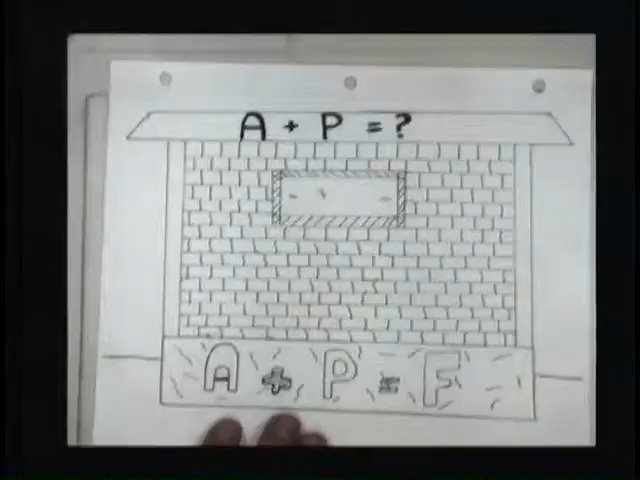 A + P = ?
A + P = F